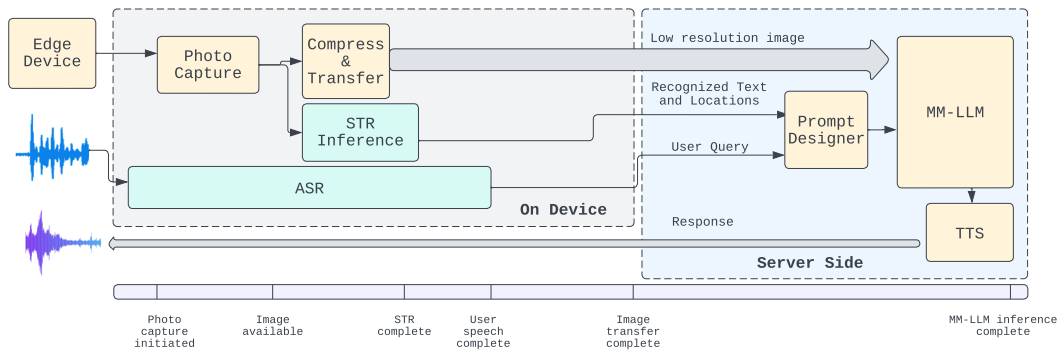 Edge
Device
Photo
Capture
Compress
&
Transfer
Low resolution image
STR
Inference
Recognized Text
and Locations
Prompt
Designer
MM-LLM
User Query
ASR
On Device
Response
TTS
Server Side
Photo
capture
initiated
Image
available
STR
complete
User
speech
complete
Image
transfer
complete
MM-LLM inference
complete